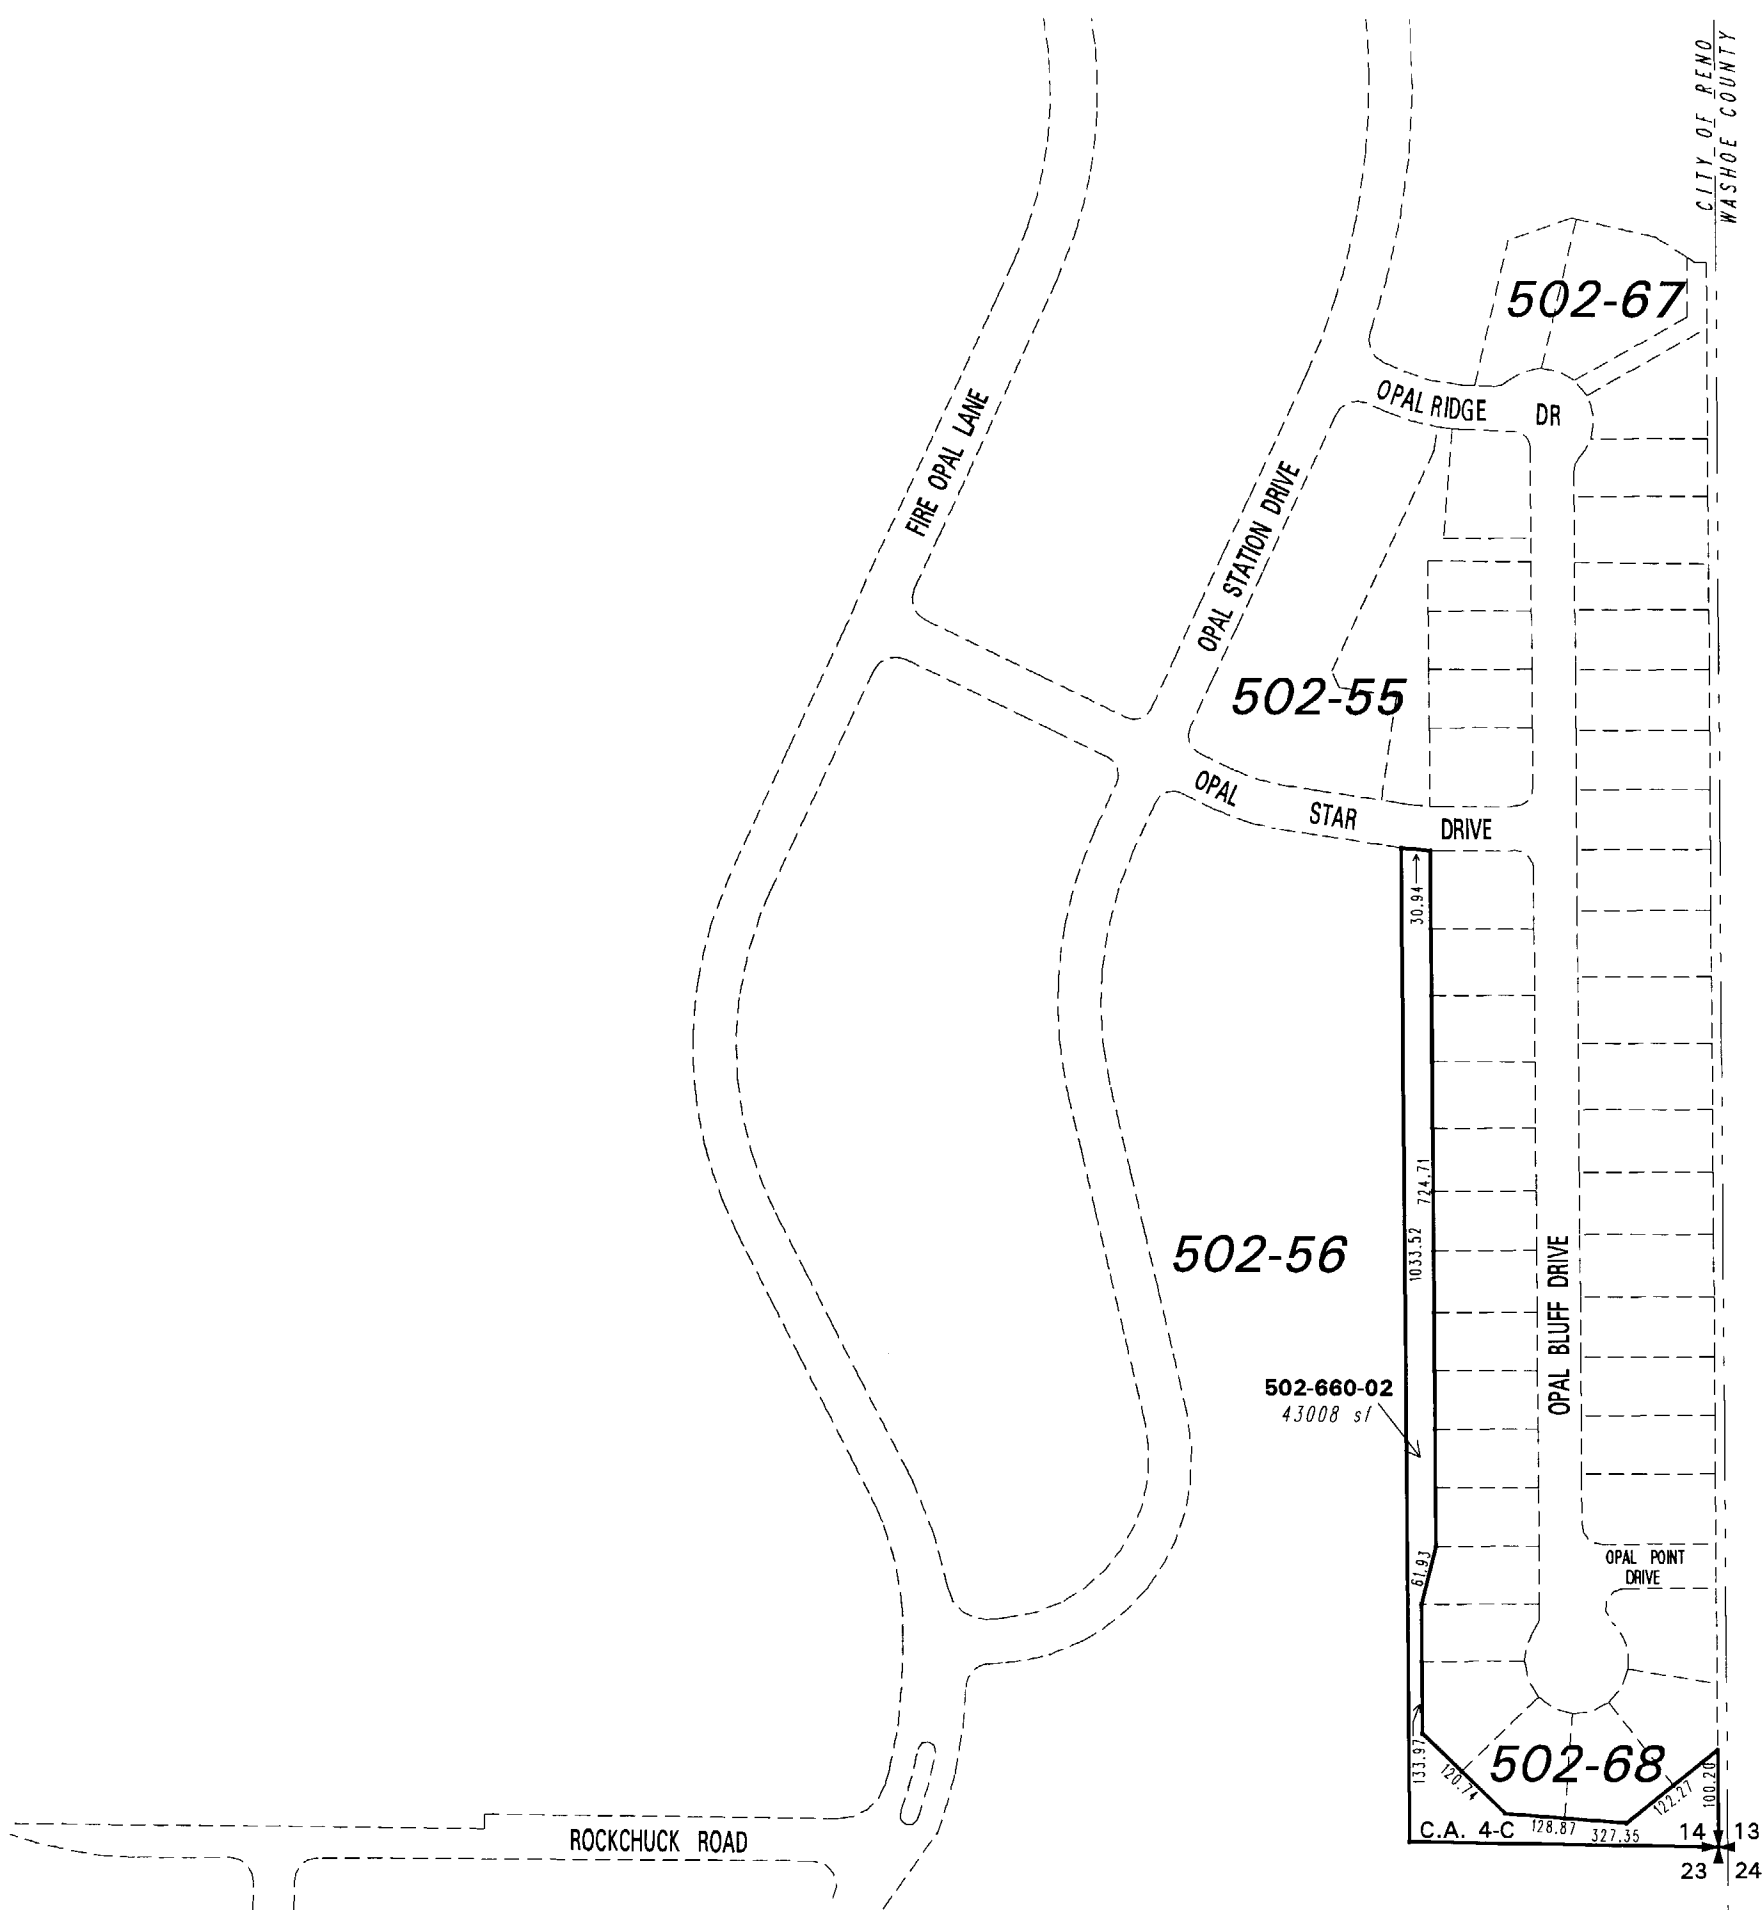 CITY OF RENO
WASHOE COUNTY
502-67
OPAL RIDGE DR
FIRE OPAL LANE
OPAL STATION DRIVE
502-55
OPAL STAR DRIVE
30.94
724.71
1033.52
502-56
OPAL BLUFF DRIVE
502-660-02
43008 sf
61.93
OPAL POINT
DRIVE
133.97
120.74
502-68
122.27
100.20
C.A. 4-C
128.87
327.35
14
13
23
24
ROCKCHUCK ROAD